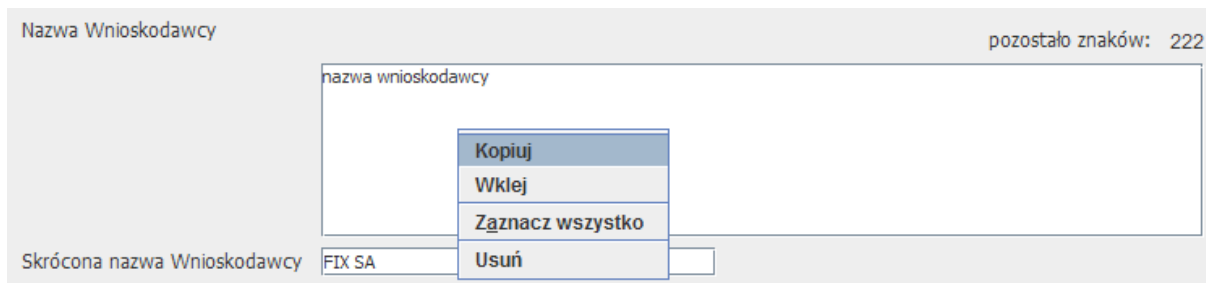 Nazwa Wnioskodawcy
pozostało znaków: 222
nazwa wnioskodawcy
Kopiuj
Wklej
Zaznacz wszystko
Usuń
Skrócona nazwa Wnioskodawcy FIX SA